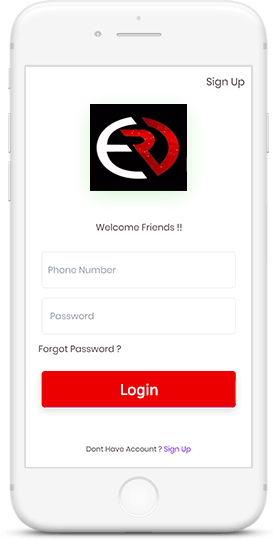 Sign Up
ERD
Welcome Friends !!
Phone Number
Password
Forgot Password ?
Login
Dont Have Account ? Sign Up